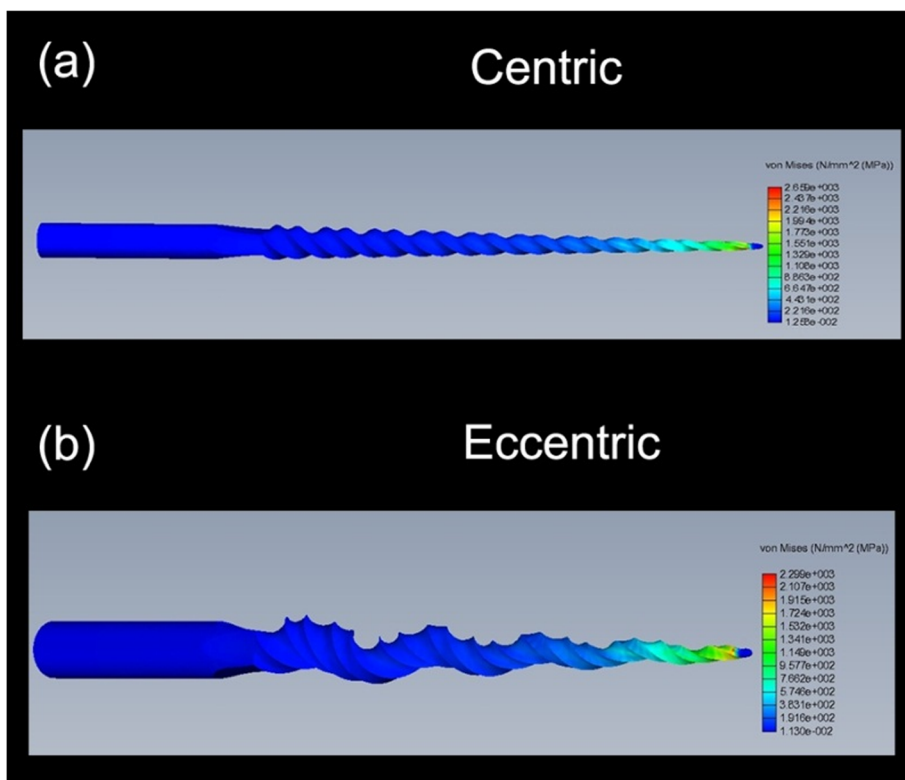 (a)
Centric
von Mises (N/mm^2 (MPa))
2.659e+003
2.437e+003
2.216e+003
1.994e+003
1.773e+003
1.551e+003
1.329e+003
1.108e+003
8.863e+002
6.647e+002
4.431e+002
2.216e+002
1.258e-002
(b)
Eccentric
von Mises (N/mm^2 (MPa))
2.299e+003
2.107e+003
1.915e+003
1.724e+003
1.532e+003
1.341e+003
1.149e+003
9.577e+002
7.662e+002
5.746e+002
3.831e+002
1.916e+002
1.130e-002